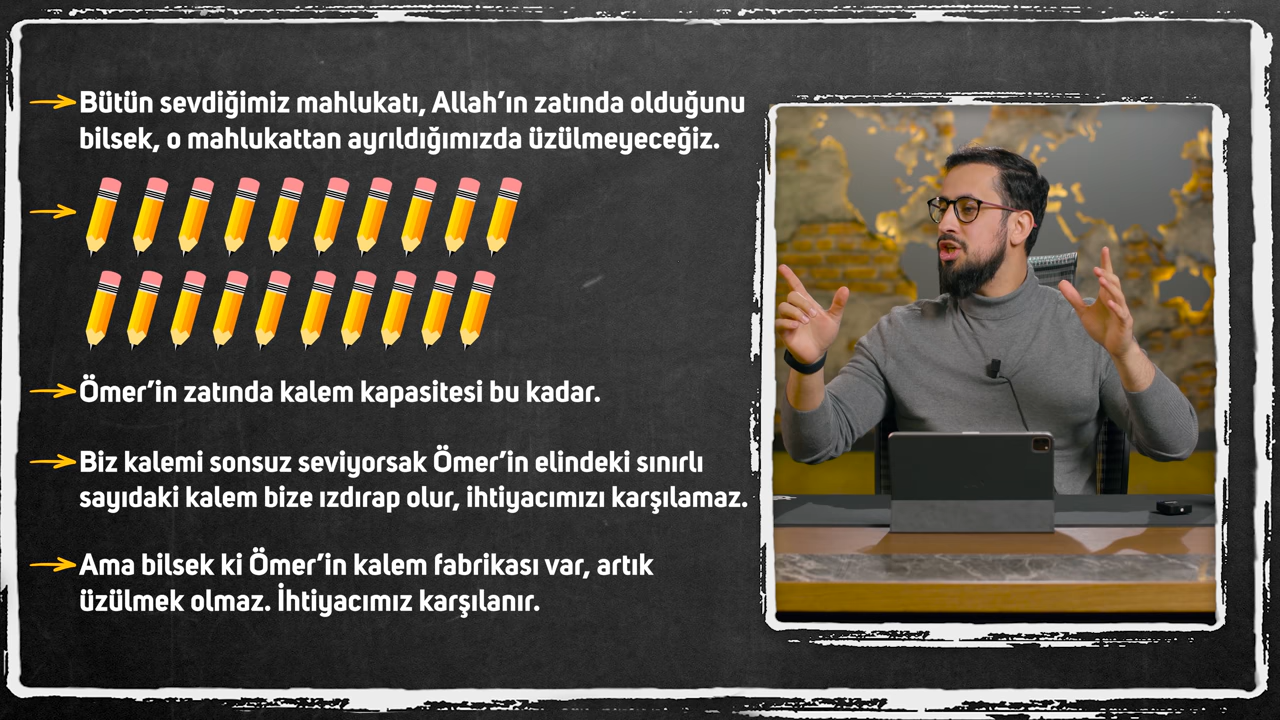 Bütün sevdiğimiz mahlukatı, Allah’ın zatında olduğunu
bilsek, o mahlukattan ayrıldığımızda üzülmeyeceğiz.
Ömer’in zatında kalem kapasitesi bu kadar.
Biz kalemi sonsuz seviyorsak Ömer’in elindeki sınırlı
sayıdaki kalem bize ızdırap olur, ihtiyacımızı karşılamaz.
Ama bilsek ki Ömer’in kalem fabrikası var, artık
üzülmek olmaz. İhtiyacımız karşılanır.